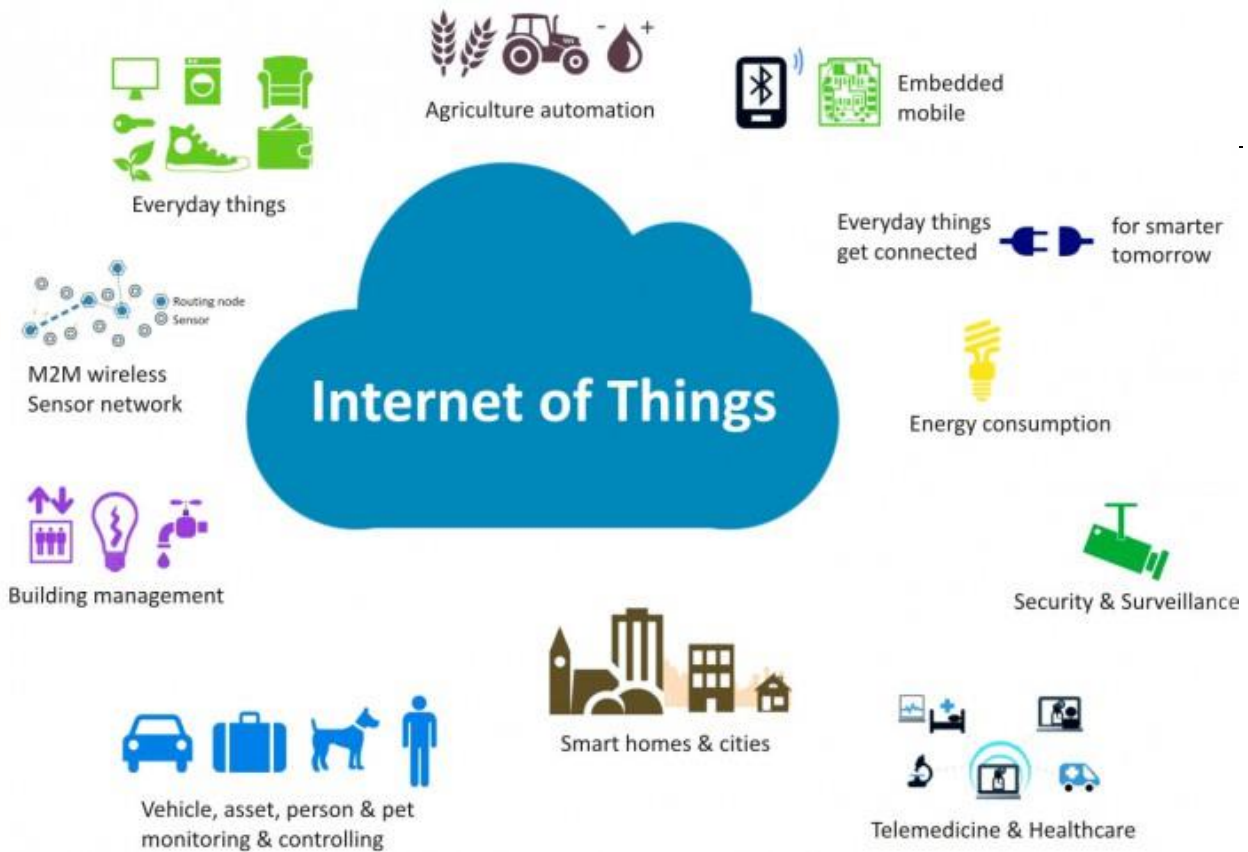 - +
Agriculture automation
Embedded
mobile
Everyday things
Everyday things
get connected
for smarter
tomorrow
Routing node
Sensor
M2M wireless
Sensor network
Internet of Things
Energy consumption
Building management
Security & Surveillance
Smart homes & cities
Vehicle, asset, person & pet
monitoring & controlling
Telemedicine & Healthcare